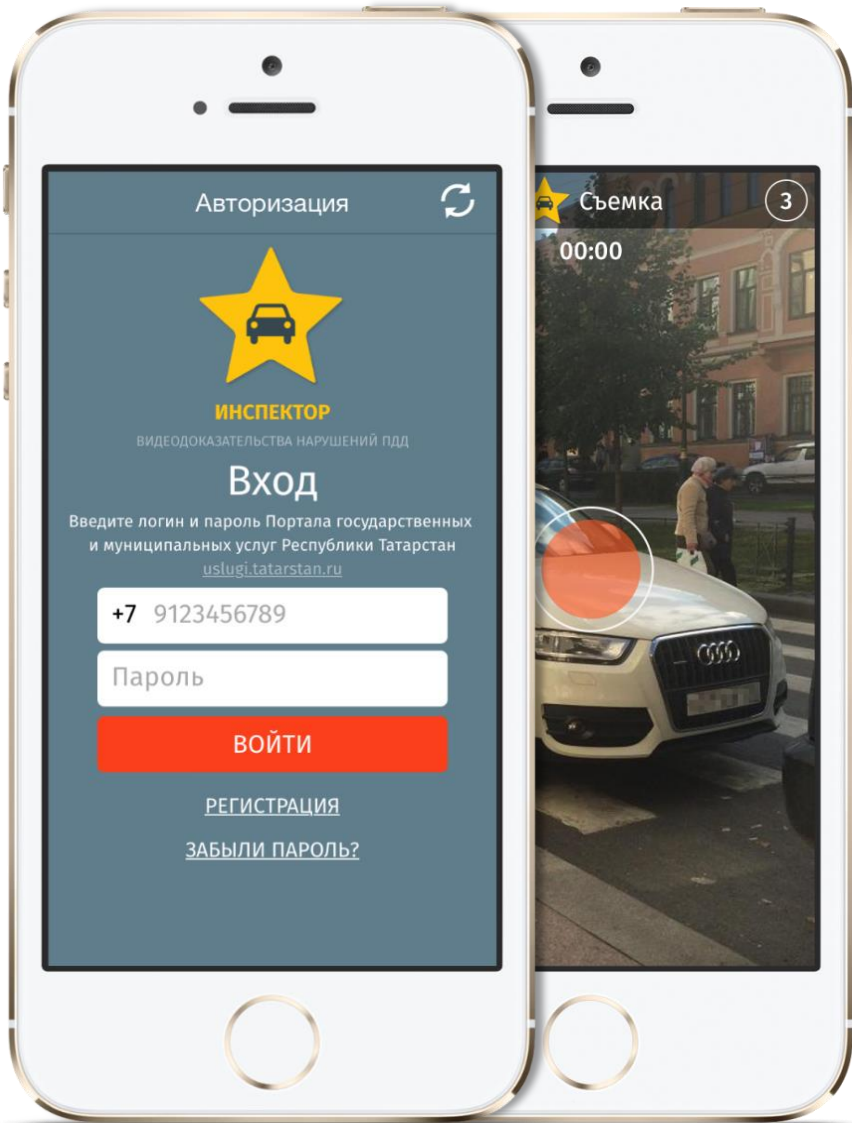 Авторизация
ИНСПЕКТОР
ВИДЕОДОКАЗАТЕЛЬСТВА НАРУШЕНИЙ ПДД
Вход
Введите логин и пароль Портала государственных
и муниципальных услуг Республики Татарстан
uslugi.tatarstan.ru
+7 9123456789
Пароль
ВОЙТИ
РЕГИСТРАЦИЯ
ЗАБЫЛИ ПАРОЛЬ?
Съемка
3
00:00